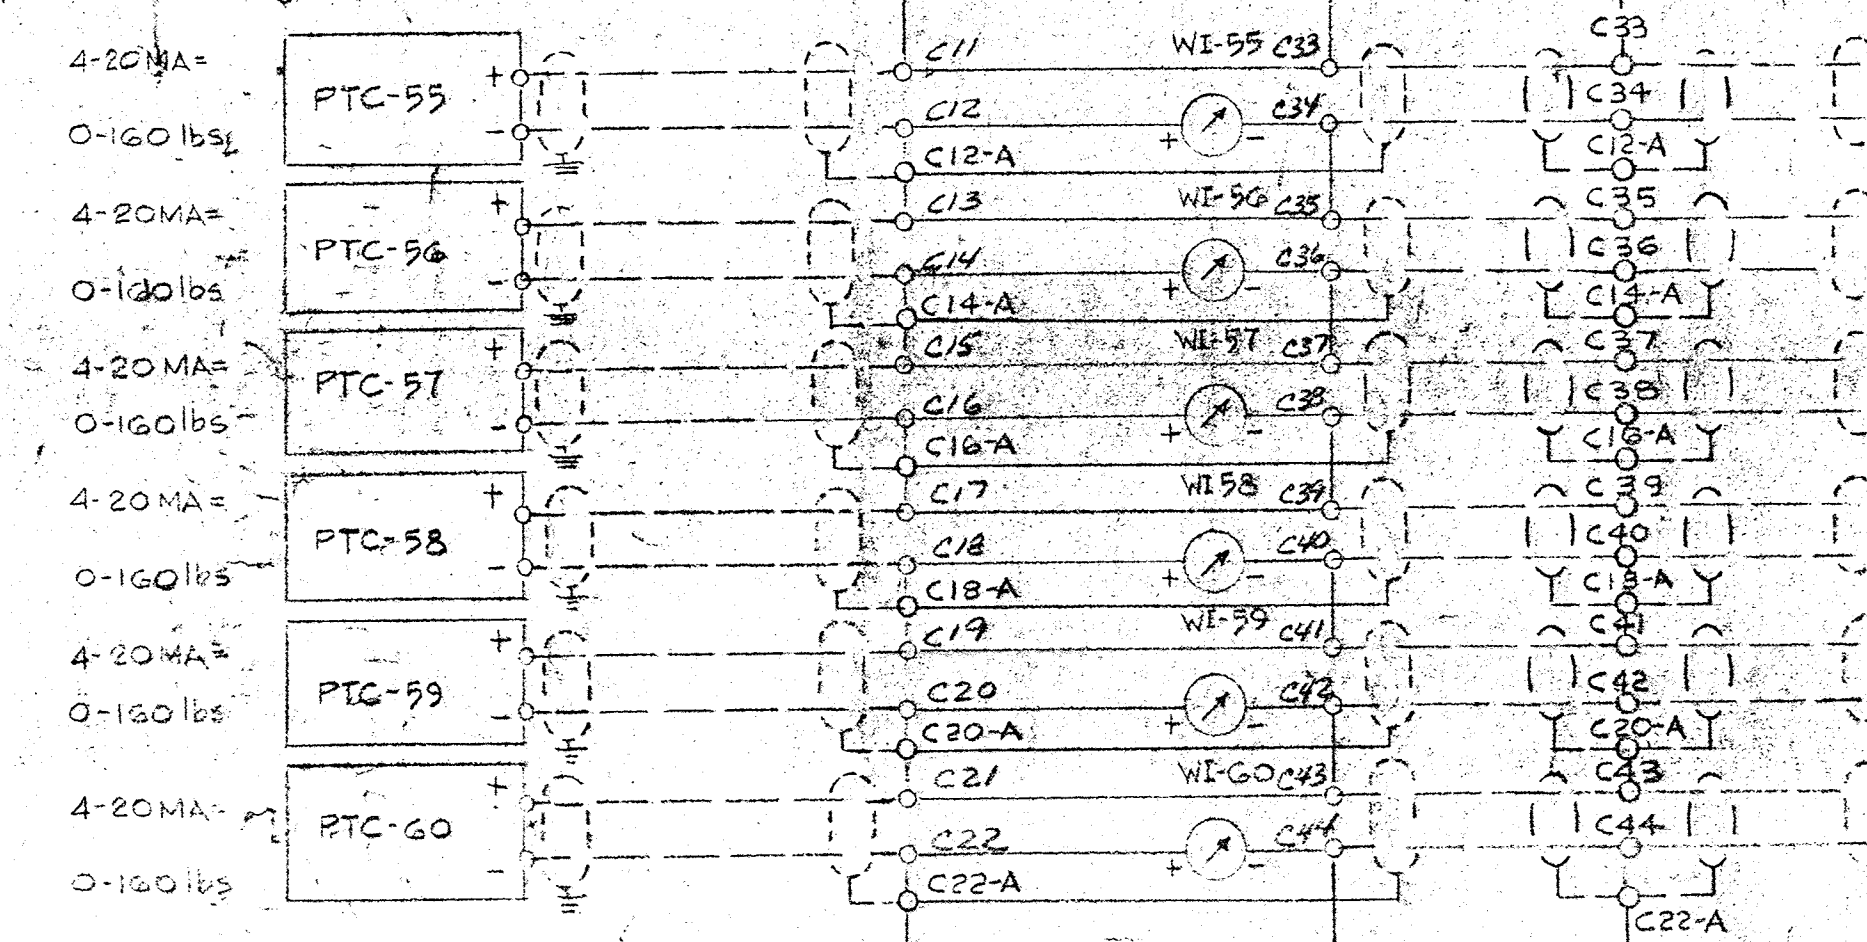 C33
4-20MA=
PTC-55
+
C11
WI-55
C33
C34
0-160 lbs
-
C12
+
-
C34
C12-A
C12-A
4-20MA=
PTC-56
+
C13
WI-56
C35
C35
0-160 lbs
-
C14
+
-
C36
C36
C14-A
C14-A
4-20 MA=
PTC-57
+
C15
WI-57
C37
C37
0-160 lbs
-
C16
+
-
C38
C38
C16-A
C16-A
4-20 MA=
PTC-58
+
C17
WI 58
C39
C39
0-160 lbs
-
C18
+
-
C40
C40
C18-A
C18-A
4-20 MA=
PTC-59
+
C19
WI-59
C41
C41
0-160 lbs
-
C20
+
-
C42
C42
C20-A
C20-A
4-20 MA=
PTC-60
+
C21
WI-60
C43
C43
0-160 lbs
-
C22
+
-
C44
C44
C22-A
C22-A